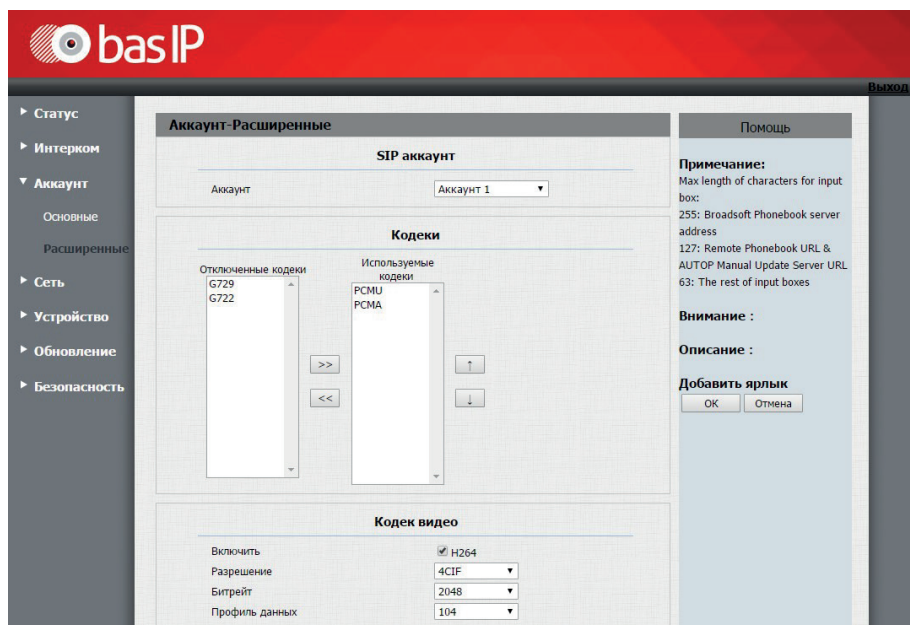 bas IP
Выход
Статус
Интерком
Аккаунт
Основные
Расширенные
Сеть
Устройство
Обновление
Безопасность
Аккаунт-Расширенные
SIP аккаунт
Аккаунт
Аккаунт 1
Кодеки
Отключенные кодеки
G729
G722
>>
<<
Используемые
кодеки
PCMU
PCMA
↑
↓
Кодек видео
Включить
H264
Разрешение
4CIF
Битрейт
2048
Профиль данных
104
Помощь
Примечание:
Max length of characters for input
box:
255: Broadsoft Phonebook server
address
127: Remote Phonebook URL &
AUTOP Manual Update Server URL
63: The rest of input boxes
Внимание :
Описание :
Добавить ярлык
ОК
Отмена